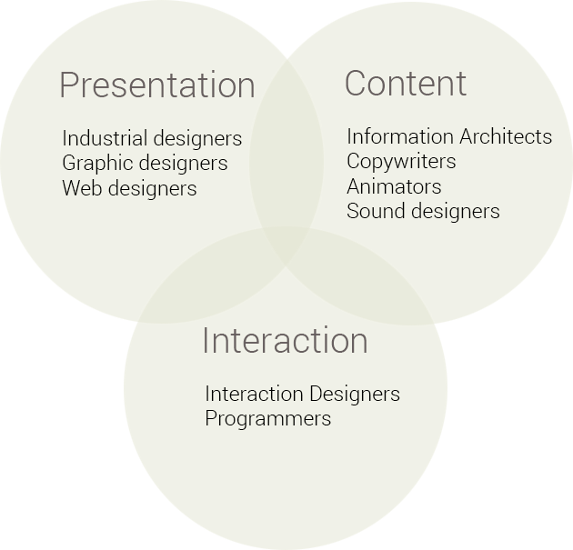 Presentation
Industrial designers
Graphic designers
Web designers
Content
Information Architects
Copywriters
Animators
Sound designers
Interaction
Interaction Designers
Programmers